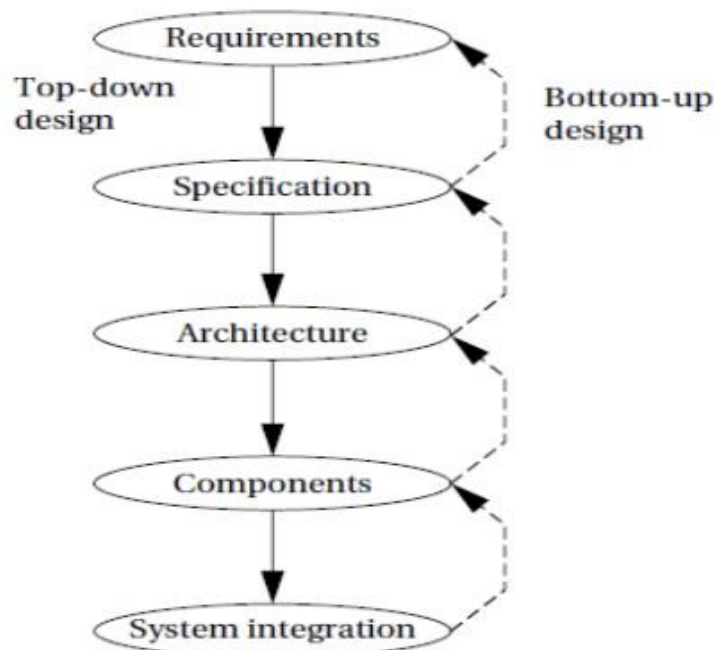 Requirements
Top-down
design
Bottom-up
design
Specification
Architecture
Components
System integration